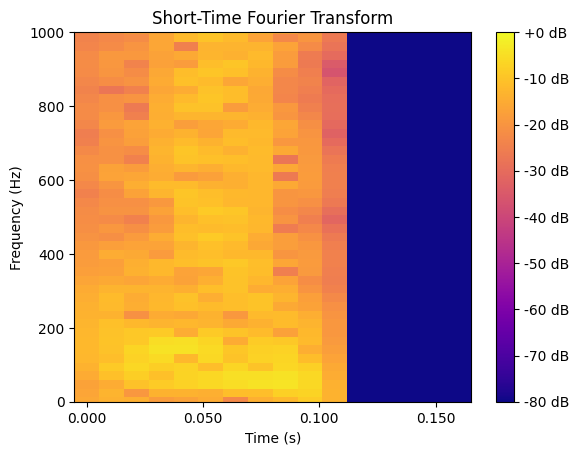 Short-Time Fourier Transform
1000
800
600
400
200
0
Frequency (Hz)
0.000
0.050
0.100
0.150
Time (s)
+0 dB
-10 dB
-20 dB
-30 dB
-40 dB
-50 dB
-60 dB
-70 dB
-80 dB